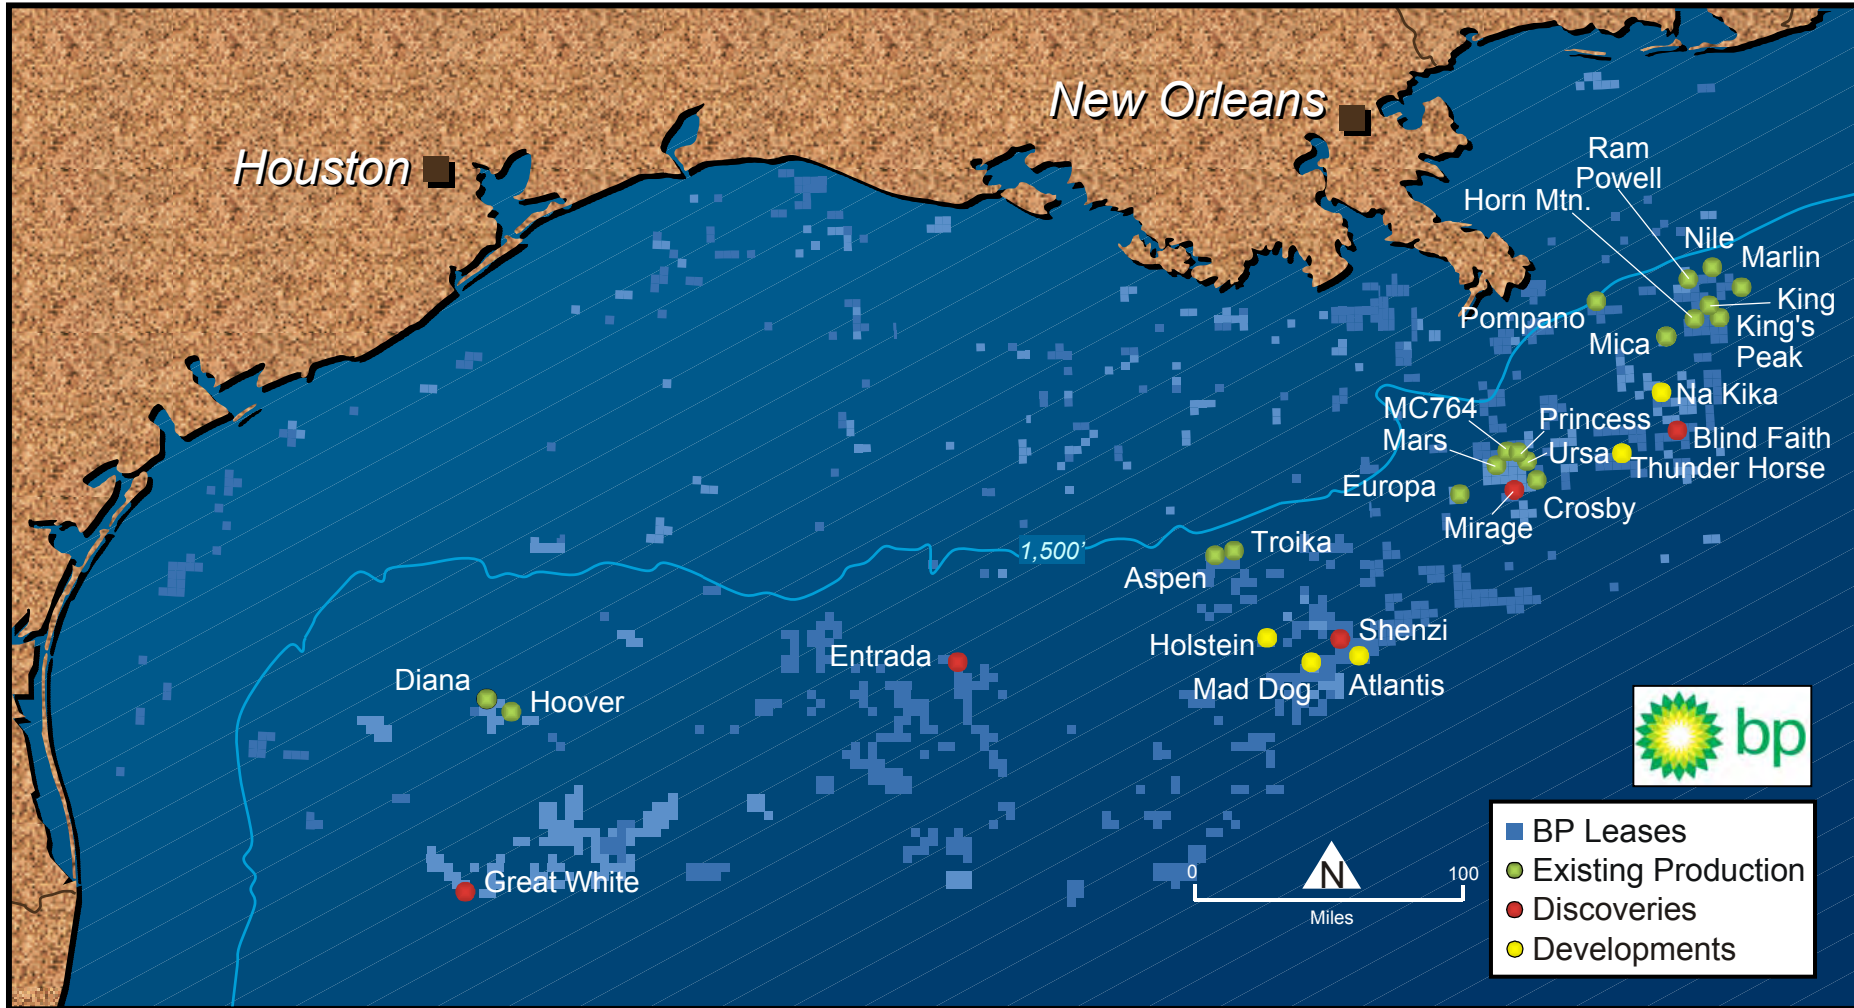 New Orleans
Houston
Ram
Powell
Horn Mtn.
Nile
Marlin
King
King's
Peak
Pompano
Mica
Na Kika
MC764
Princess
Mars
Ursa
Blind Faith
Thunder Horse
Europa
Crosby
Mirage
1,500'
Troika
Aspen
Shenzi
Holstein
Entrada
Mad Dog
Atlantis
Diana
Hoover
Great White
bp
0
N
100
Miles
BP Leases
Existing Production
Discoveries
Developments